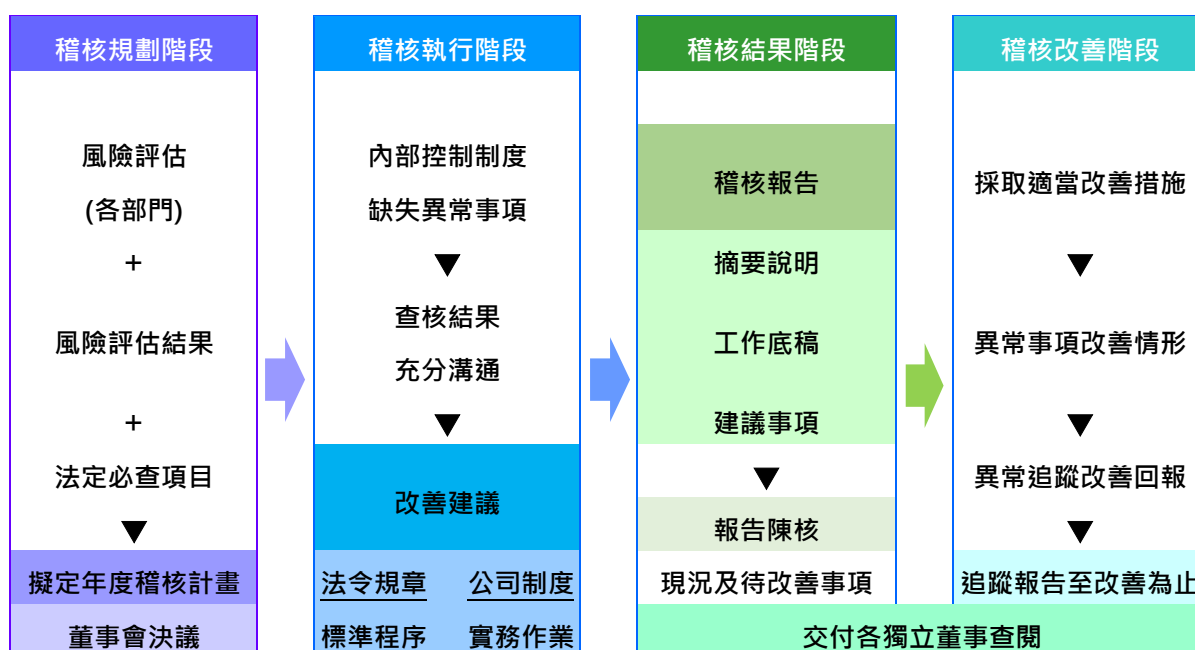 稽核規劃階段
風險評估
(各部門)
+
風險評估結果
+
法定必查項目
▼
擬定年度稽核計畫
董事會決議
稽核執行階段
內部控制制度
缺失異常事項
▼
查核結果
充分溝通
▼
改善建議
法令規章 公司制度
標準程序 實務作業
稽核結果階段
稽核報告
摘要說明
工作底稿
建議事項
▼
報告陳核
現況及待改善事項
稽核改善階段
採取適當改善措施
▼
異常事項改善情形
▼
異常追蹤改善回報
▼
追蹤報告至改善為止
交付各獨立董事查閱